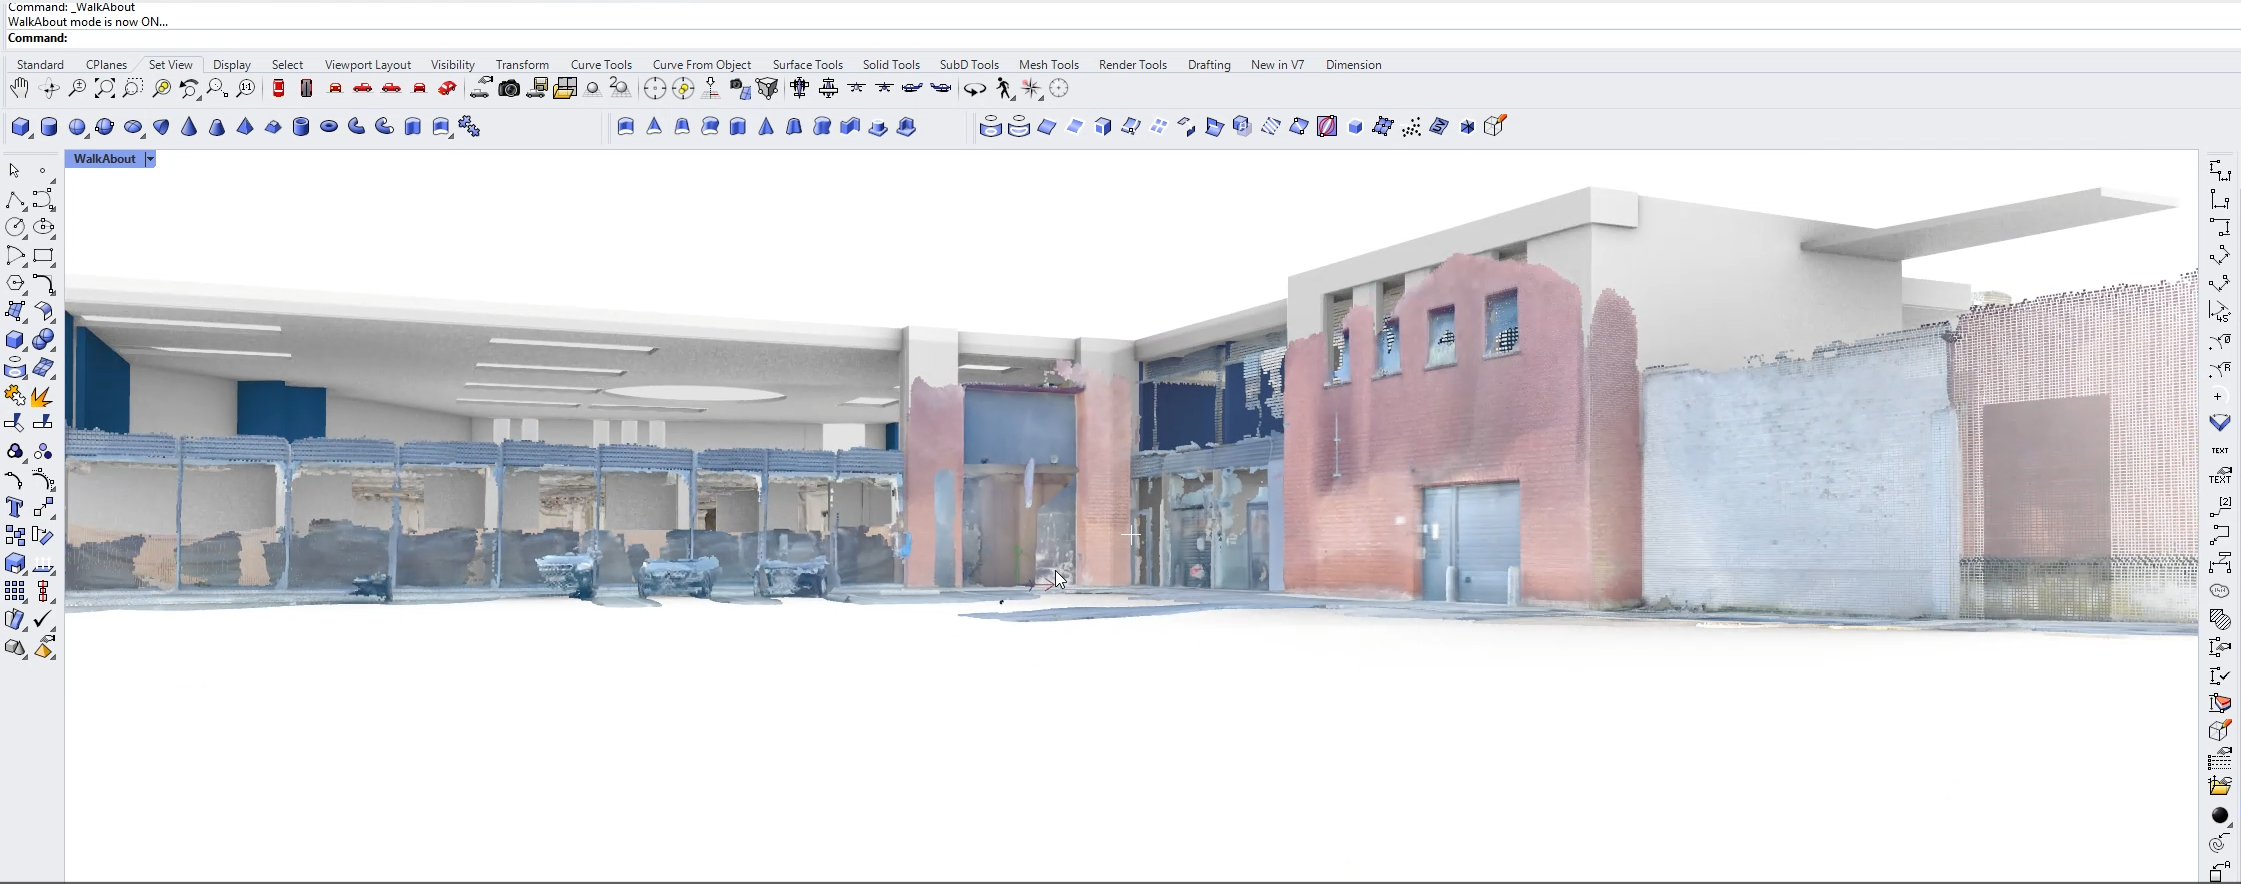 Command: _WalkAbout
WalkAbout mode is now ON...
Command:
Standard CPlanes Set View Display Select Viewport Layout Visibility Transform Curve Tools Curve From Object Surface Tools Solid Tools SubD Tools Mesh Tools Render Tools Drafting New in V7 Dimension
WalkAbout
TEXT
TEXT